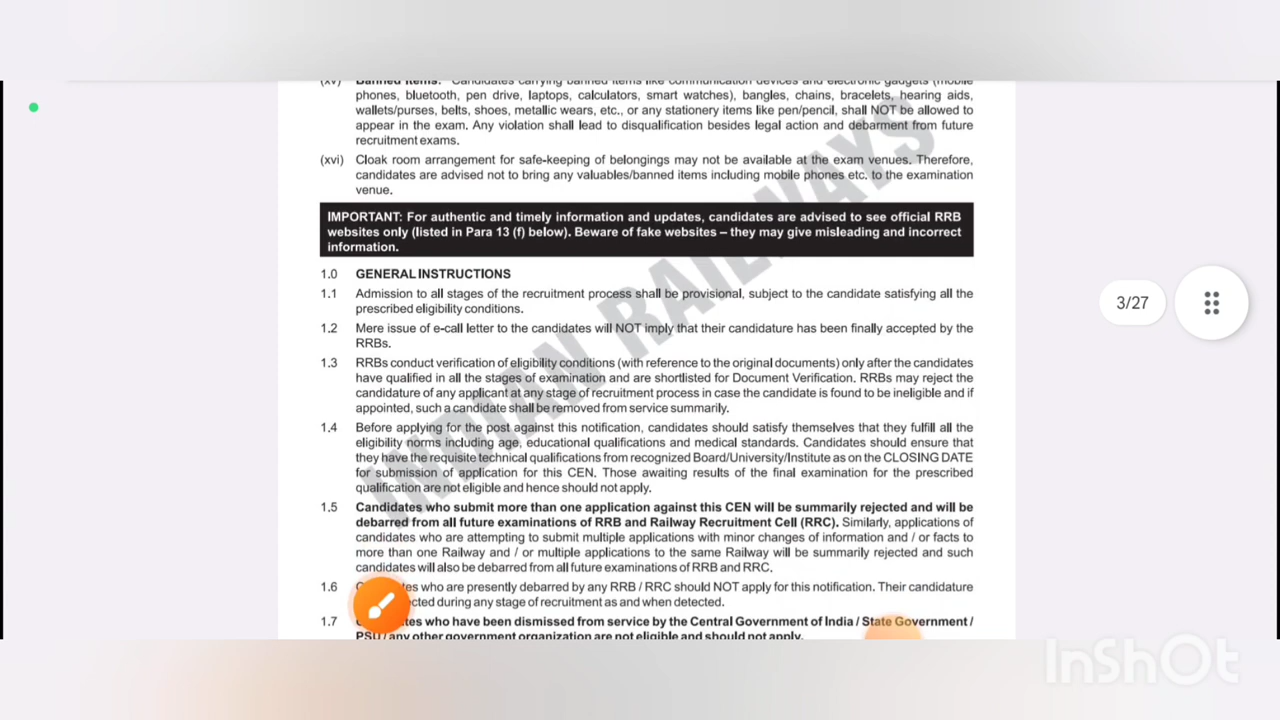 (xv) Banned Items: Candidates carrying banned items like communication devices and electronic gadgets (mobile
phones, bluetooth, pen drive, laptops, calculators, smart watches), bangles, chains, bracelets, hearing aids,
wallets/purses, belts, shoes, metallic wears, etc., or any stationery items like pen/pencil, shall NOT be allowed to
appear in the exam. Any violation shall lead to disqualification besides legal action and debarment from future
recruitment exams.
(xvi) Cloak room arrangement for safe-keeping of belongings may not be available at the exam venues. Therefore,
candidates are advised not to bring any valuables/banned items including mobile phones etc. to the examination
venue.
IMPORTANT: For authentic and timely information and updates, candidates are advised to see official RRB
websites only (listed in Para 13 (f) below). Beware of fake websites – they may give misleading and incorrect
information.
1.0 GENERAL INSTRUCTIONS
1.1 Admission to all stages of the recruitment process shall be provisional, subject to the candidate satisfying all the
prescribed eligibility conditions.
1.2 Mere issue of e-call letter to the candidates will NOT imply that their candidature has been finally accepted by the
RRBs.
1.3 RRBs conduct verification of eligibility conditions (with reference to the original documents) only after the candidates
have qualified in all the stages of examination and are shortlisted for Document Verification. RRBs may reject the
candidature of any applicant at any stage of recruitment process in case the candidate is found to be ineligible and if
appointed, such a candidate shall be removed from service summarily.
1.4 Before applying for the post against this notification, candidates should satisfy themselves that they fulfill all the
eligibility norms including age, educational qualifications and medical standards. Candidates should ensure that
they have the requisite technical qualifications from recognized Board/University/Institute as on the CLOSING DATE
for submission of application for this CEN. Those awaiting results of the final examination for the prescribed
qualification are not eligible and hence should not apply.
1.5 Candidates who submit more than one application against this CEN will be summarily rejected and will be
debarred from all future examinations of RRB and Railway Recruitment Cell (RRC). Similarly, applications of
candidates who are attempting to submit multiple applications with minor changes of information and / or facts to
more than one Railway and / or multiple applications to the same Railway will be summarily rejected and such
candidates will also be debarred from all future examinations of RRB and RRC.
1.6 who are presently debarred by any RRB / RRC should NOT apply for this notification. Their candidature
during any stage of recruitment as and when detected.
1.7 who have been dismissed from service by the Central Government of India / State Government /
PSU / any other government organization are not eligible and should not apply.
INDIAN RAILWAYS
3/27
InShOt